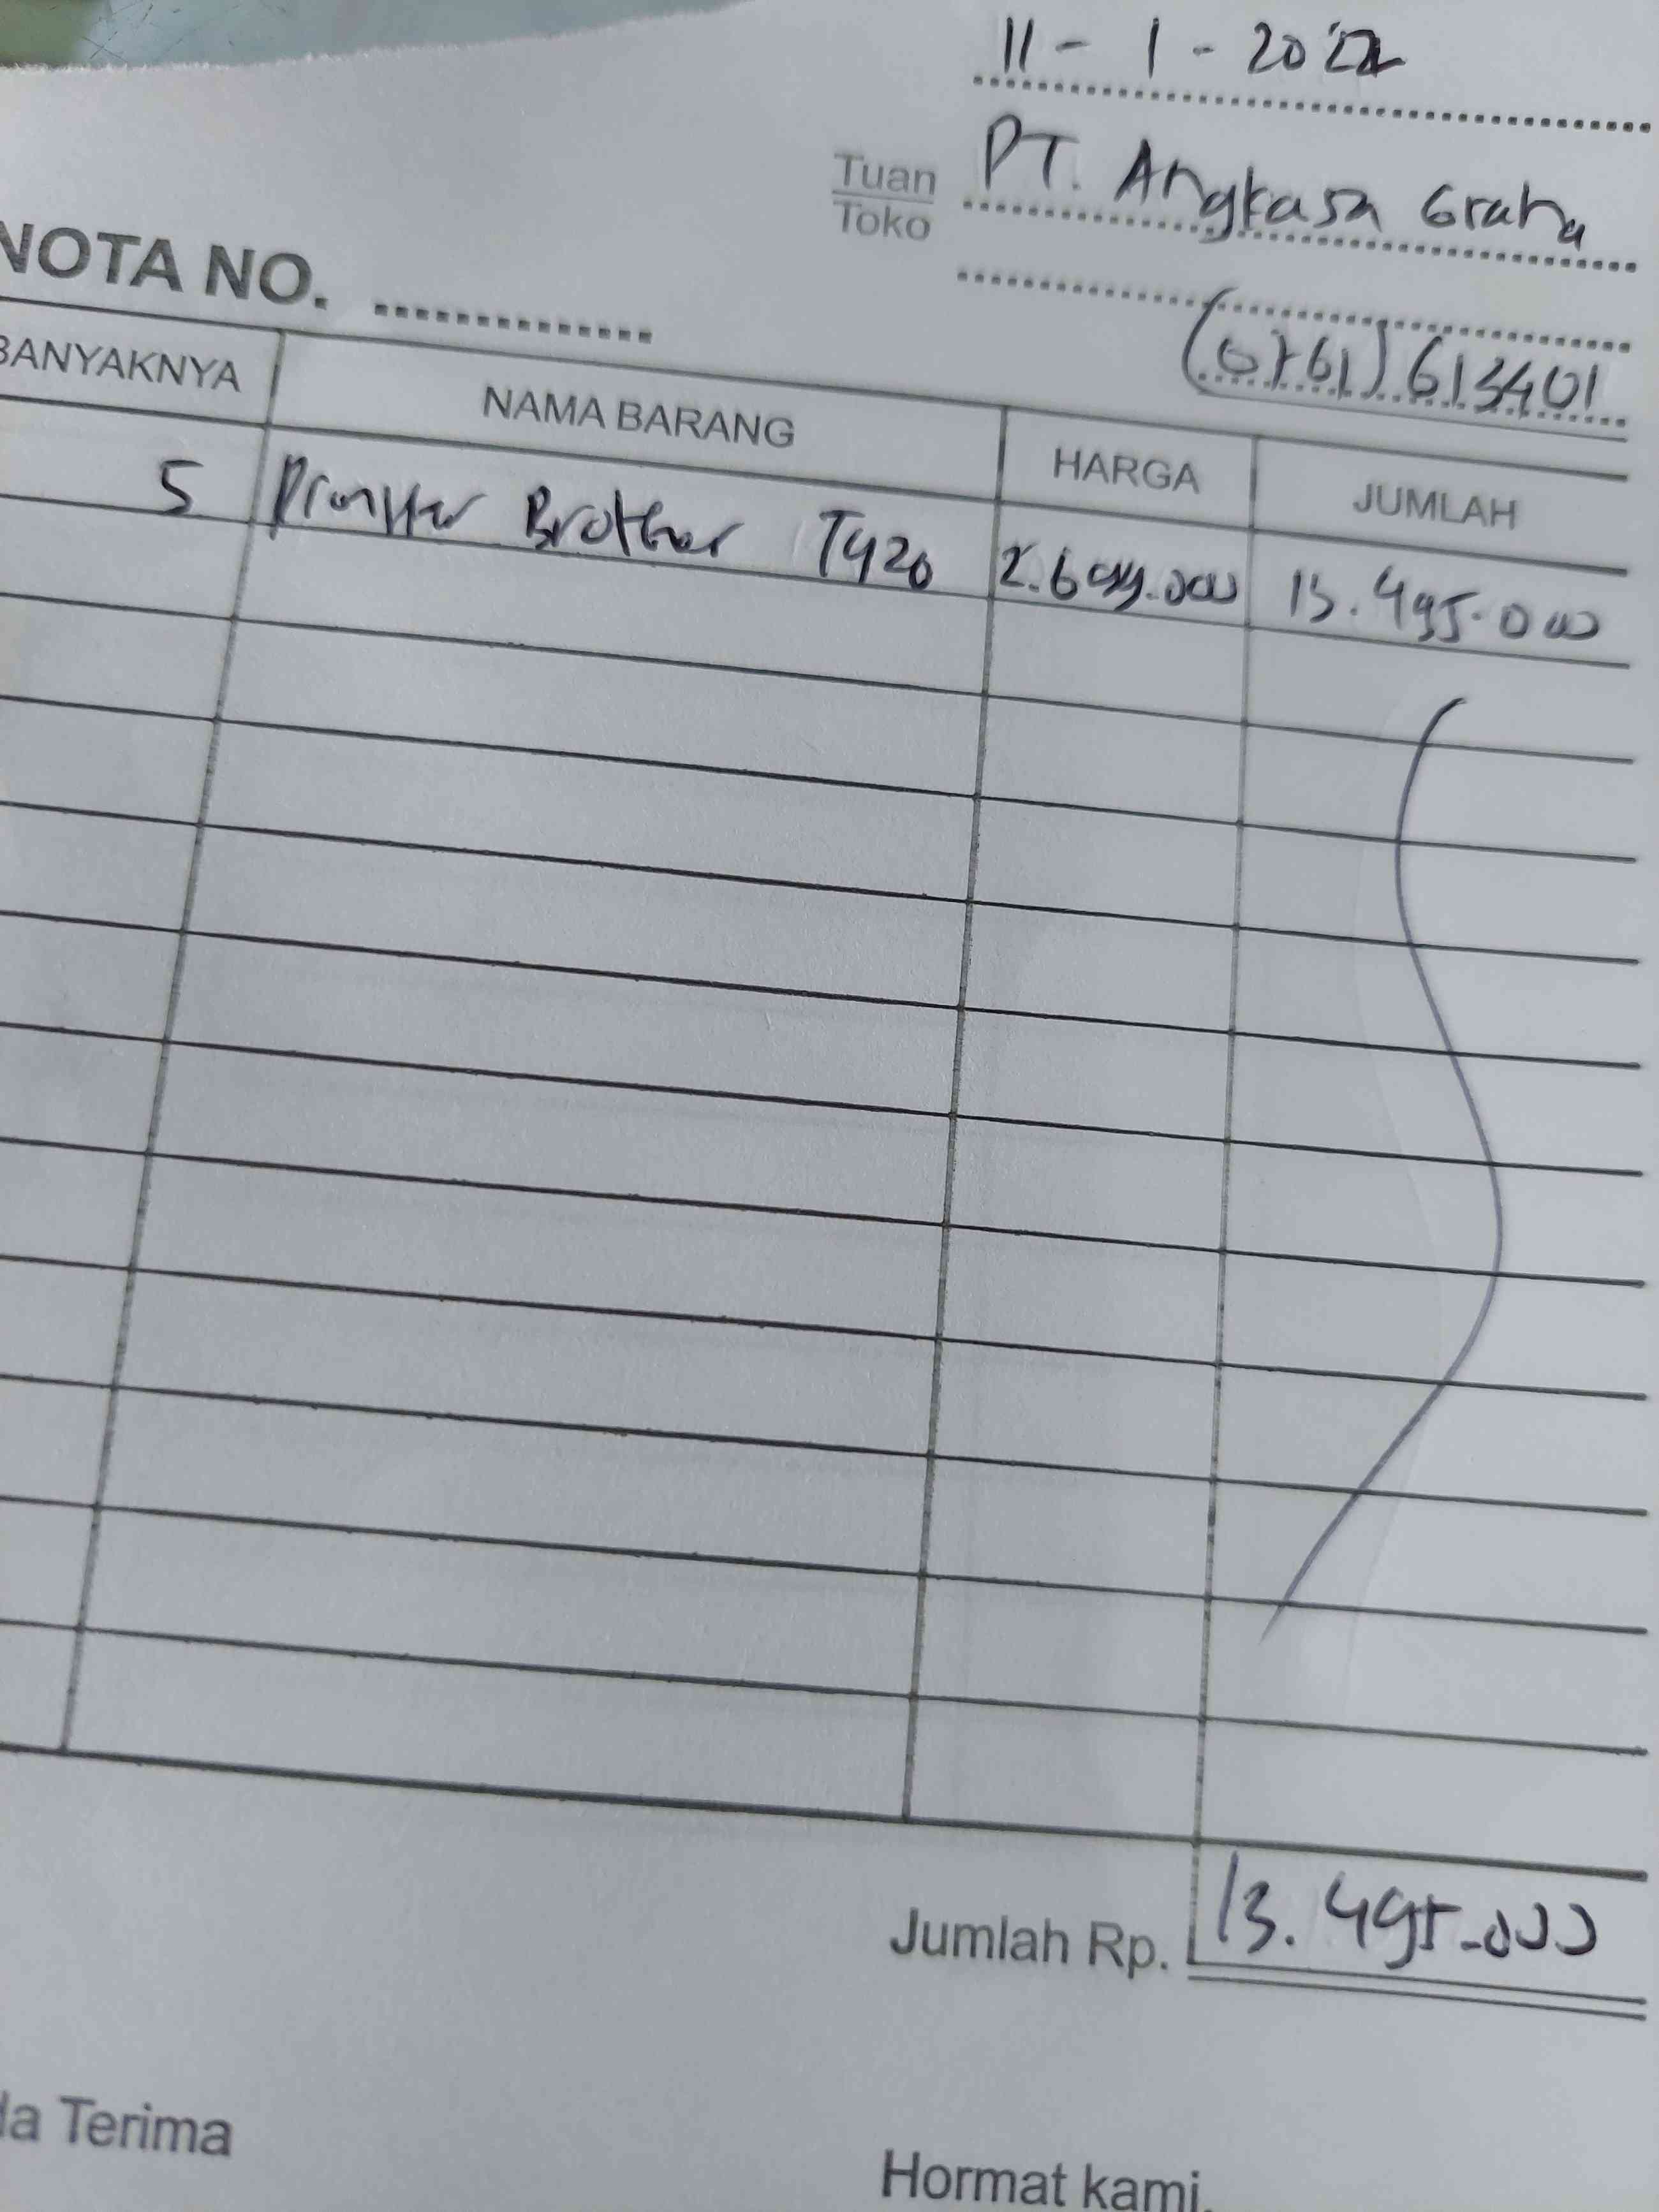 11 - 1 - 2022
Tuan PT. Angkasa Graha
Toko
NOTA NO. ..............
(0761) 613401
BANYAKNYA NAMA BARANG HARGA JUMLAH
5 Printer Brother T420 2.699.000 13.495.000
Jumlah Rp. 13.495.000
da Terima
Hormat kami,